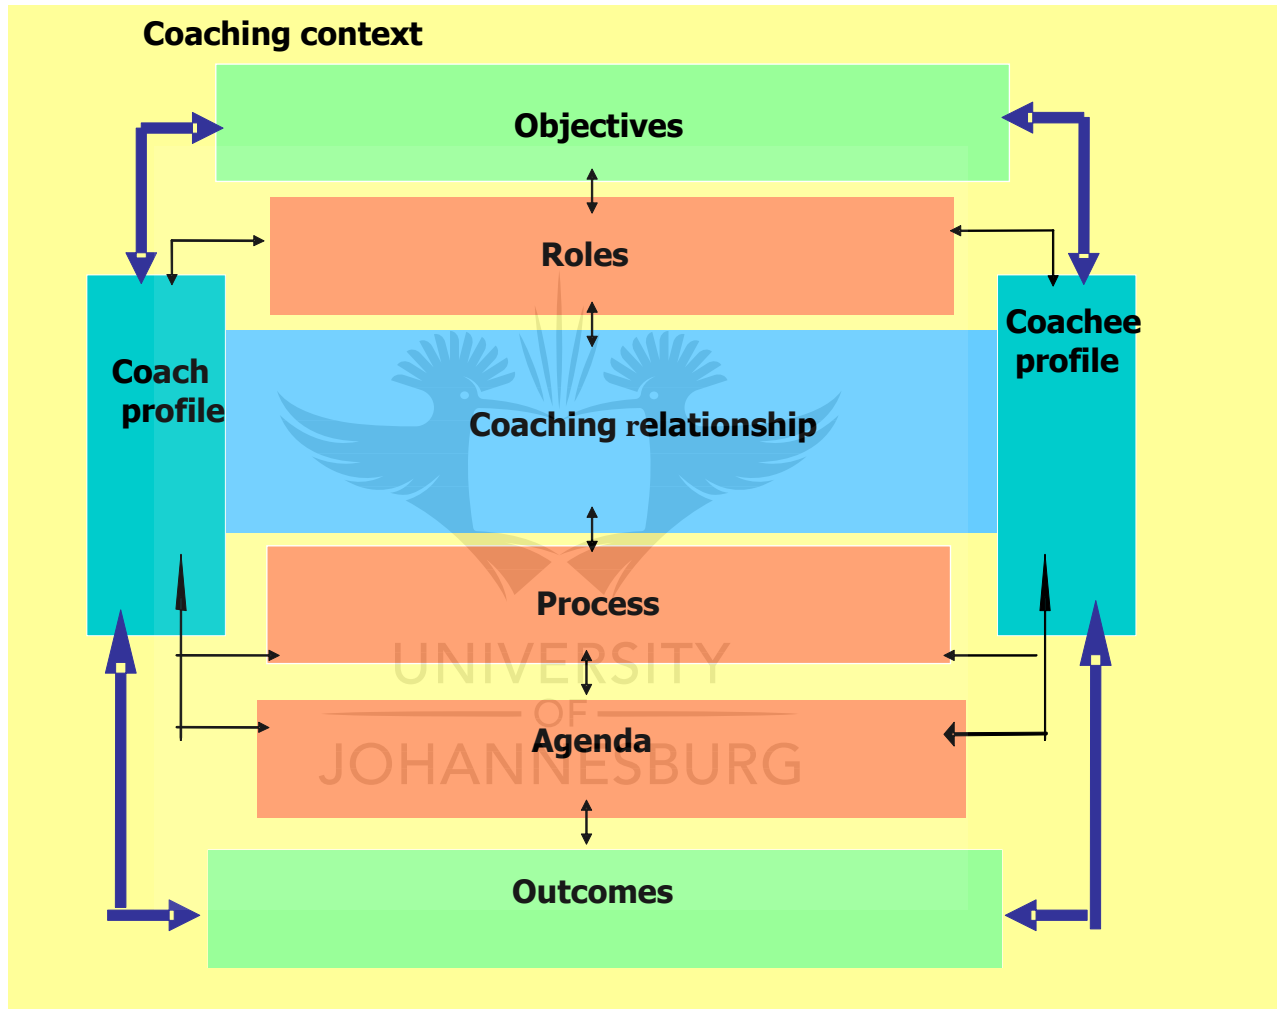 Coaching context
Objectives
Roles
Coach
profile
Coachee
profile
Coaching relationship
Process
UNIVERSITY
OF
Agenda
JOHANNESBURG
Outcomes